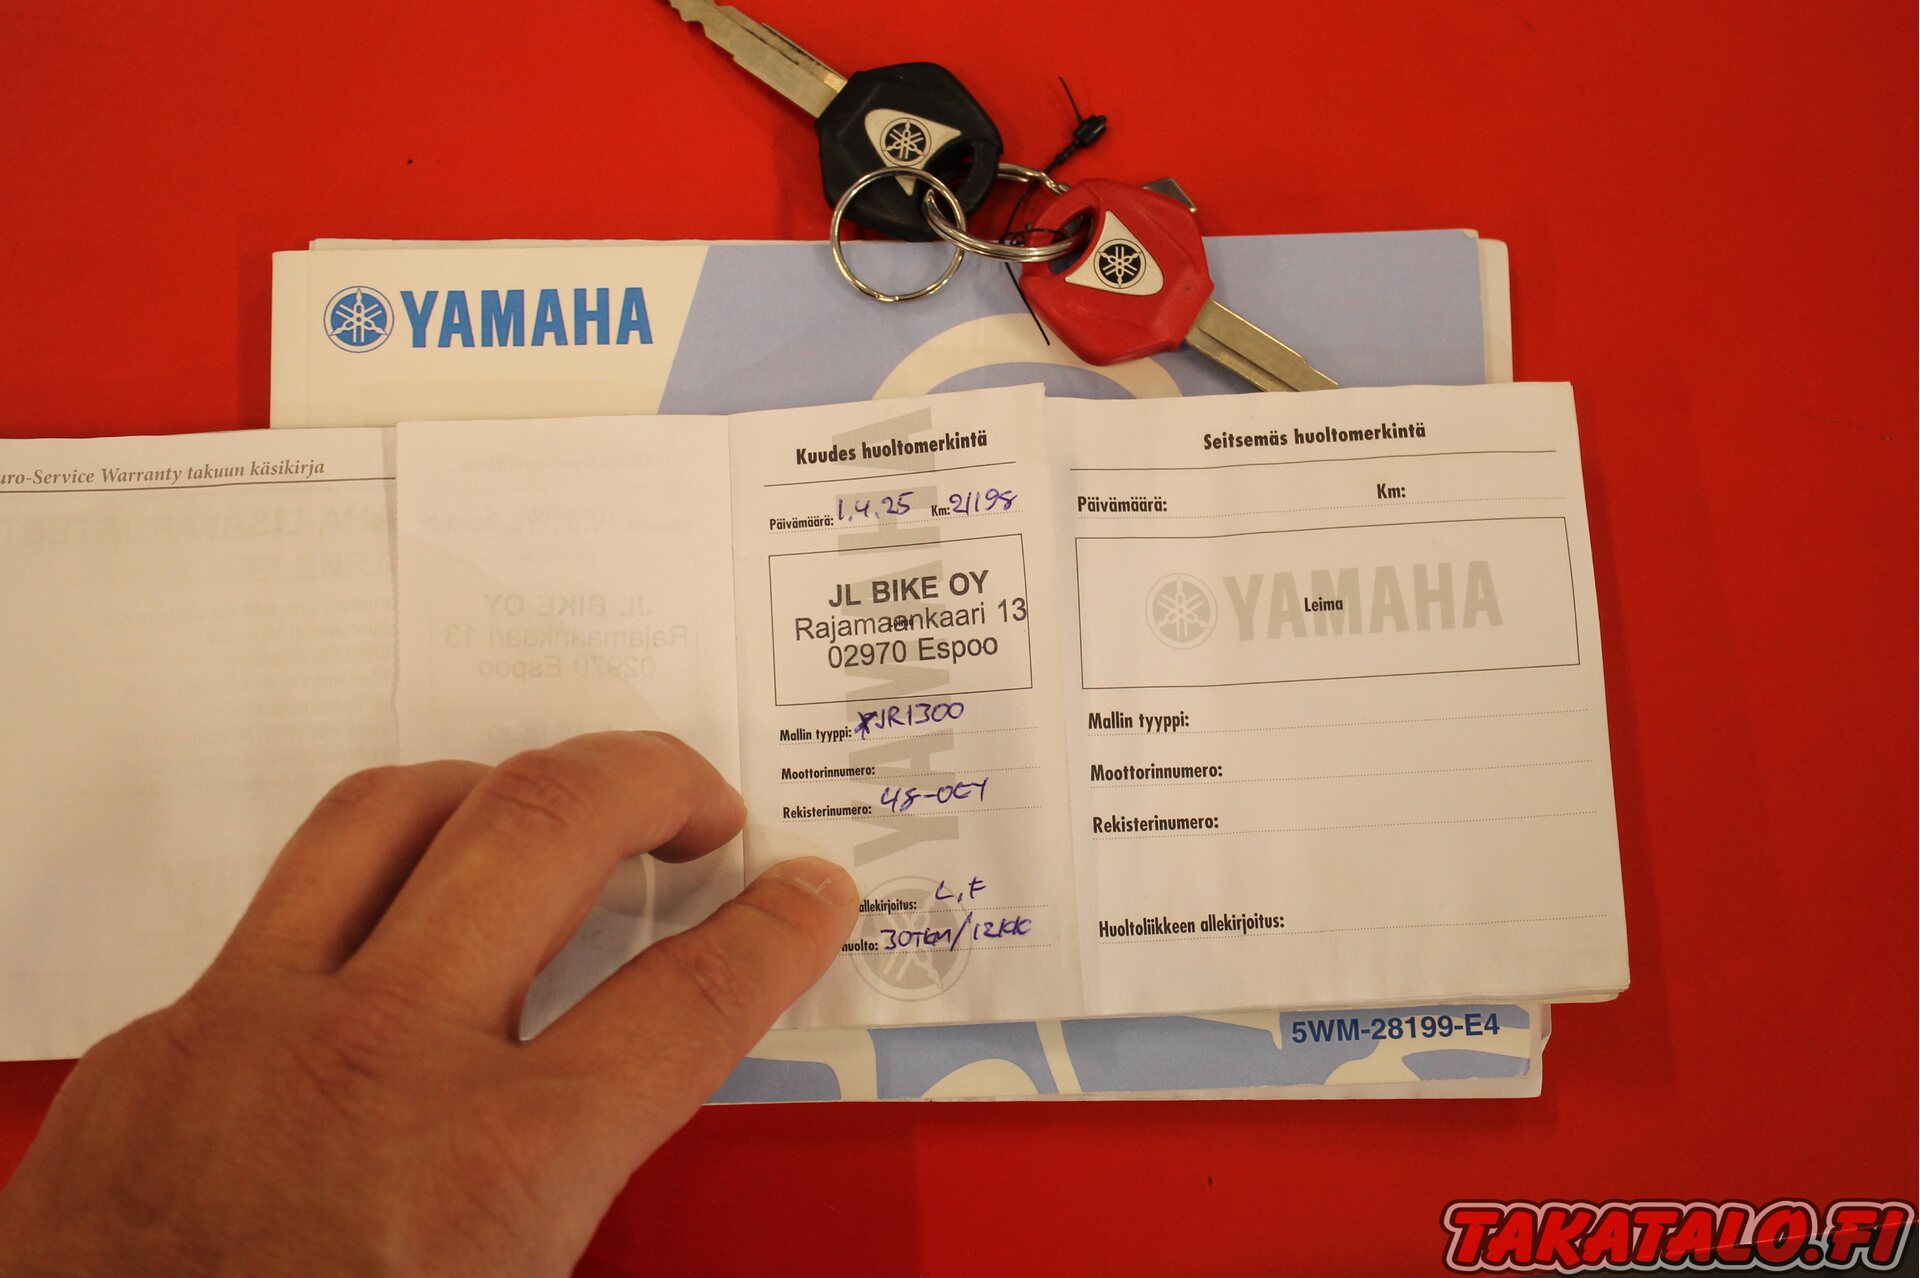 YAMAHA
uro-Service Warranty takuun käsikirja
Kuudes huoltomerkintä
Päivämäärä: 1.4.25 Km: 21198
JL BIKE OY
Rajamaankaari 13
02970 Espoo
Mallin tyyppi: XJR1300
Moottorinnumero:
Rekisterinumero: 48-OEY
allekirjoitus: L.F
huolto: 30TKM/12KK
YAMAHA
Seitsemäs huoltomerkintä
Päivämäärä: Km:
YAMAHA
Leima
Mallin tyyppi:
Moottorinnumero:
Rekisterinumero:
Huoltoliikkeen allekirjoitus:
5WM-28199-E4
TAKATALO.FI